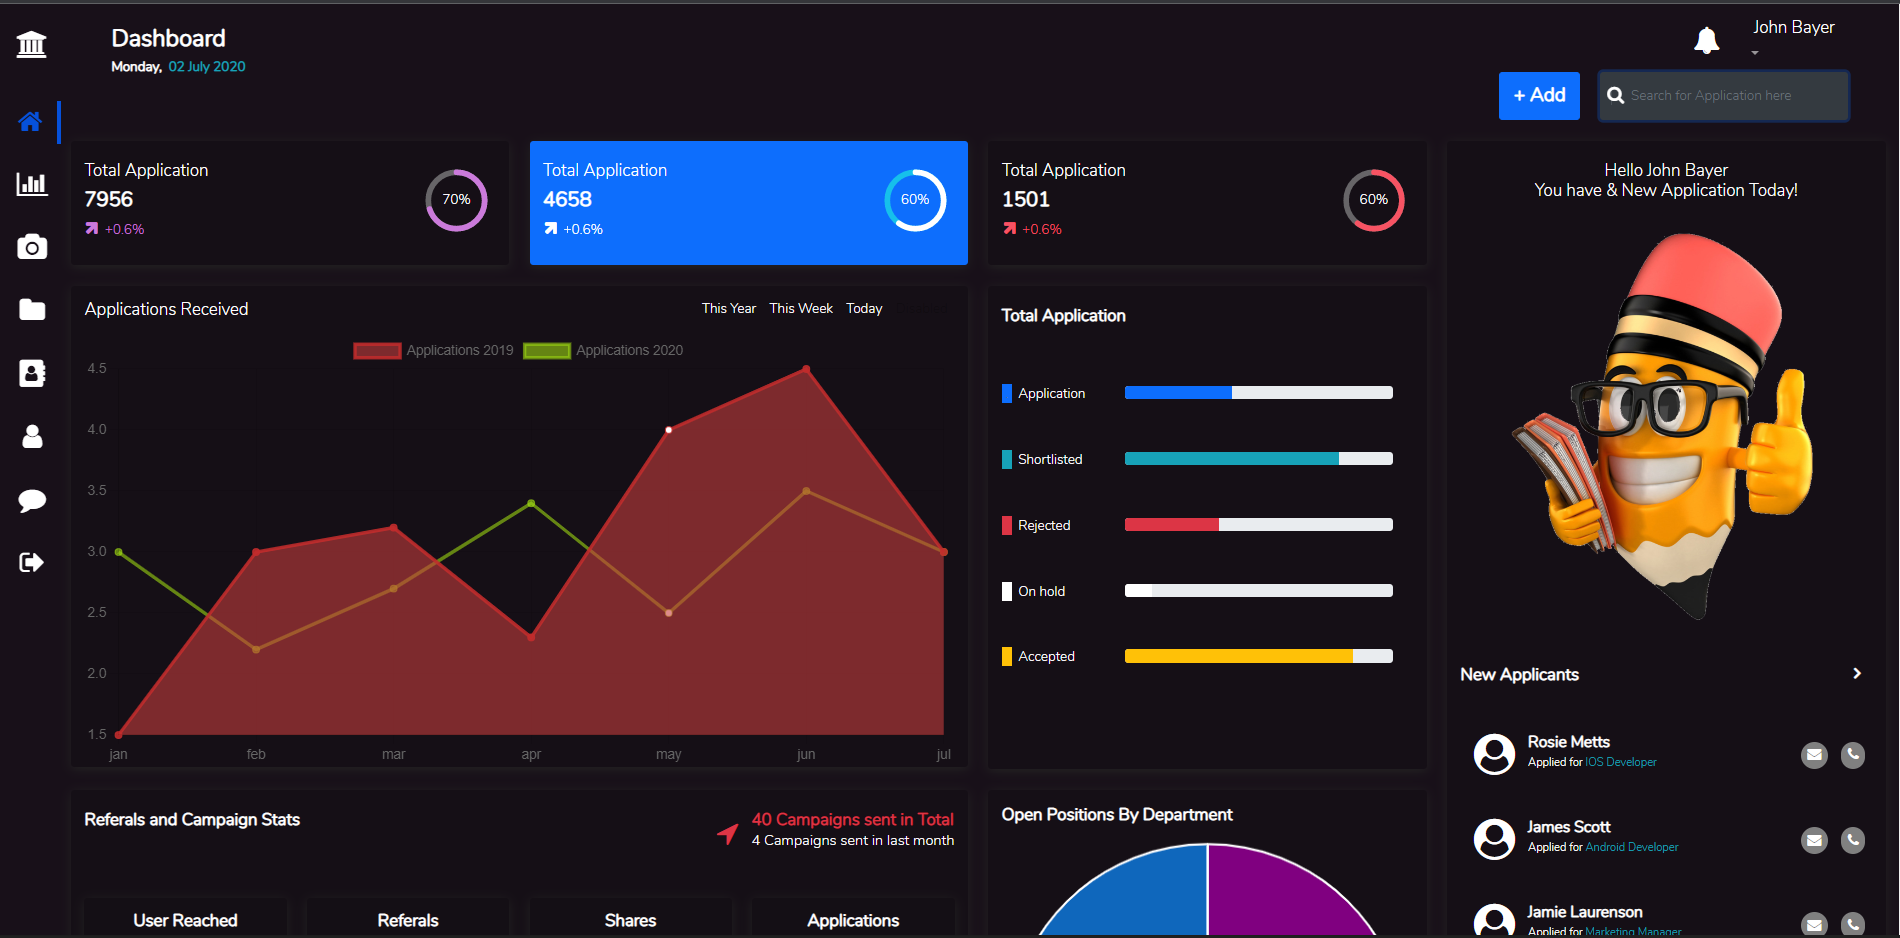 Dashboard
Monday, 02 July 2020
John Bayer
+ Add
Search for Application here
Total Application
7956
+0.6%
70%
Total Application
4658
+0.6%
60%
Total Application
1501
+0.6%
60%
Hello John Bayer
You have & New Application Today!
Applications Received
This Year This Week Today
Applications 2019 Applications 2020
4.5
4.0
3.5
3.0
2.5
2.0
1.5
jan feb mar apr may jun jul
Total Application
Application
Shortlisted
Rejected
On hold
Accepted
New Applicants
Rosie Metts
Applied for IOS Developer
James Scott
Applied for Android Developer
Jamie Laurenson
Applied for Marketing Manager
Referals and Campaign Stats
40 Campaigns sent in Total
4 Campaigns sent in last month
User Reached
Referals
Shares
Applications
Open Positions By Department